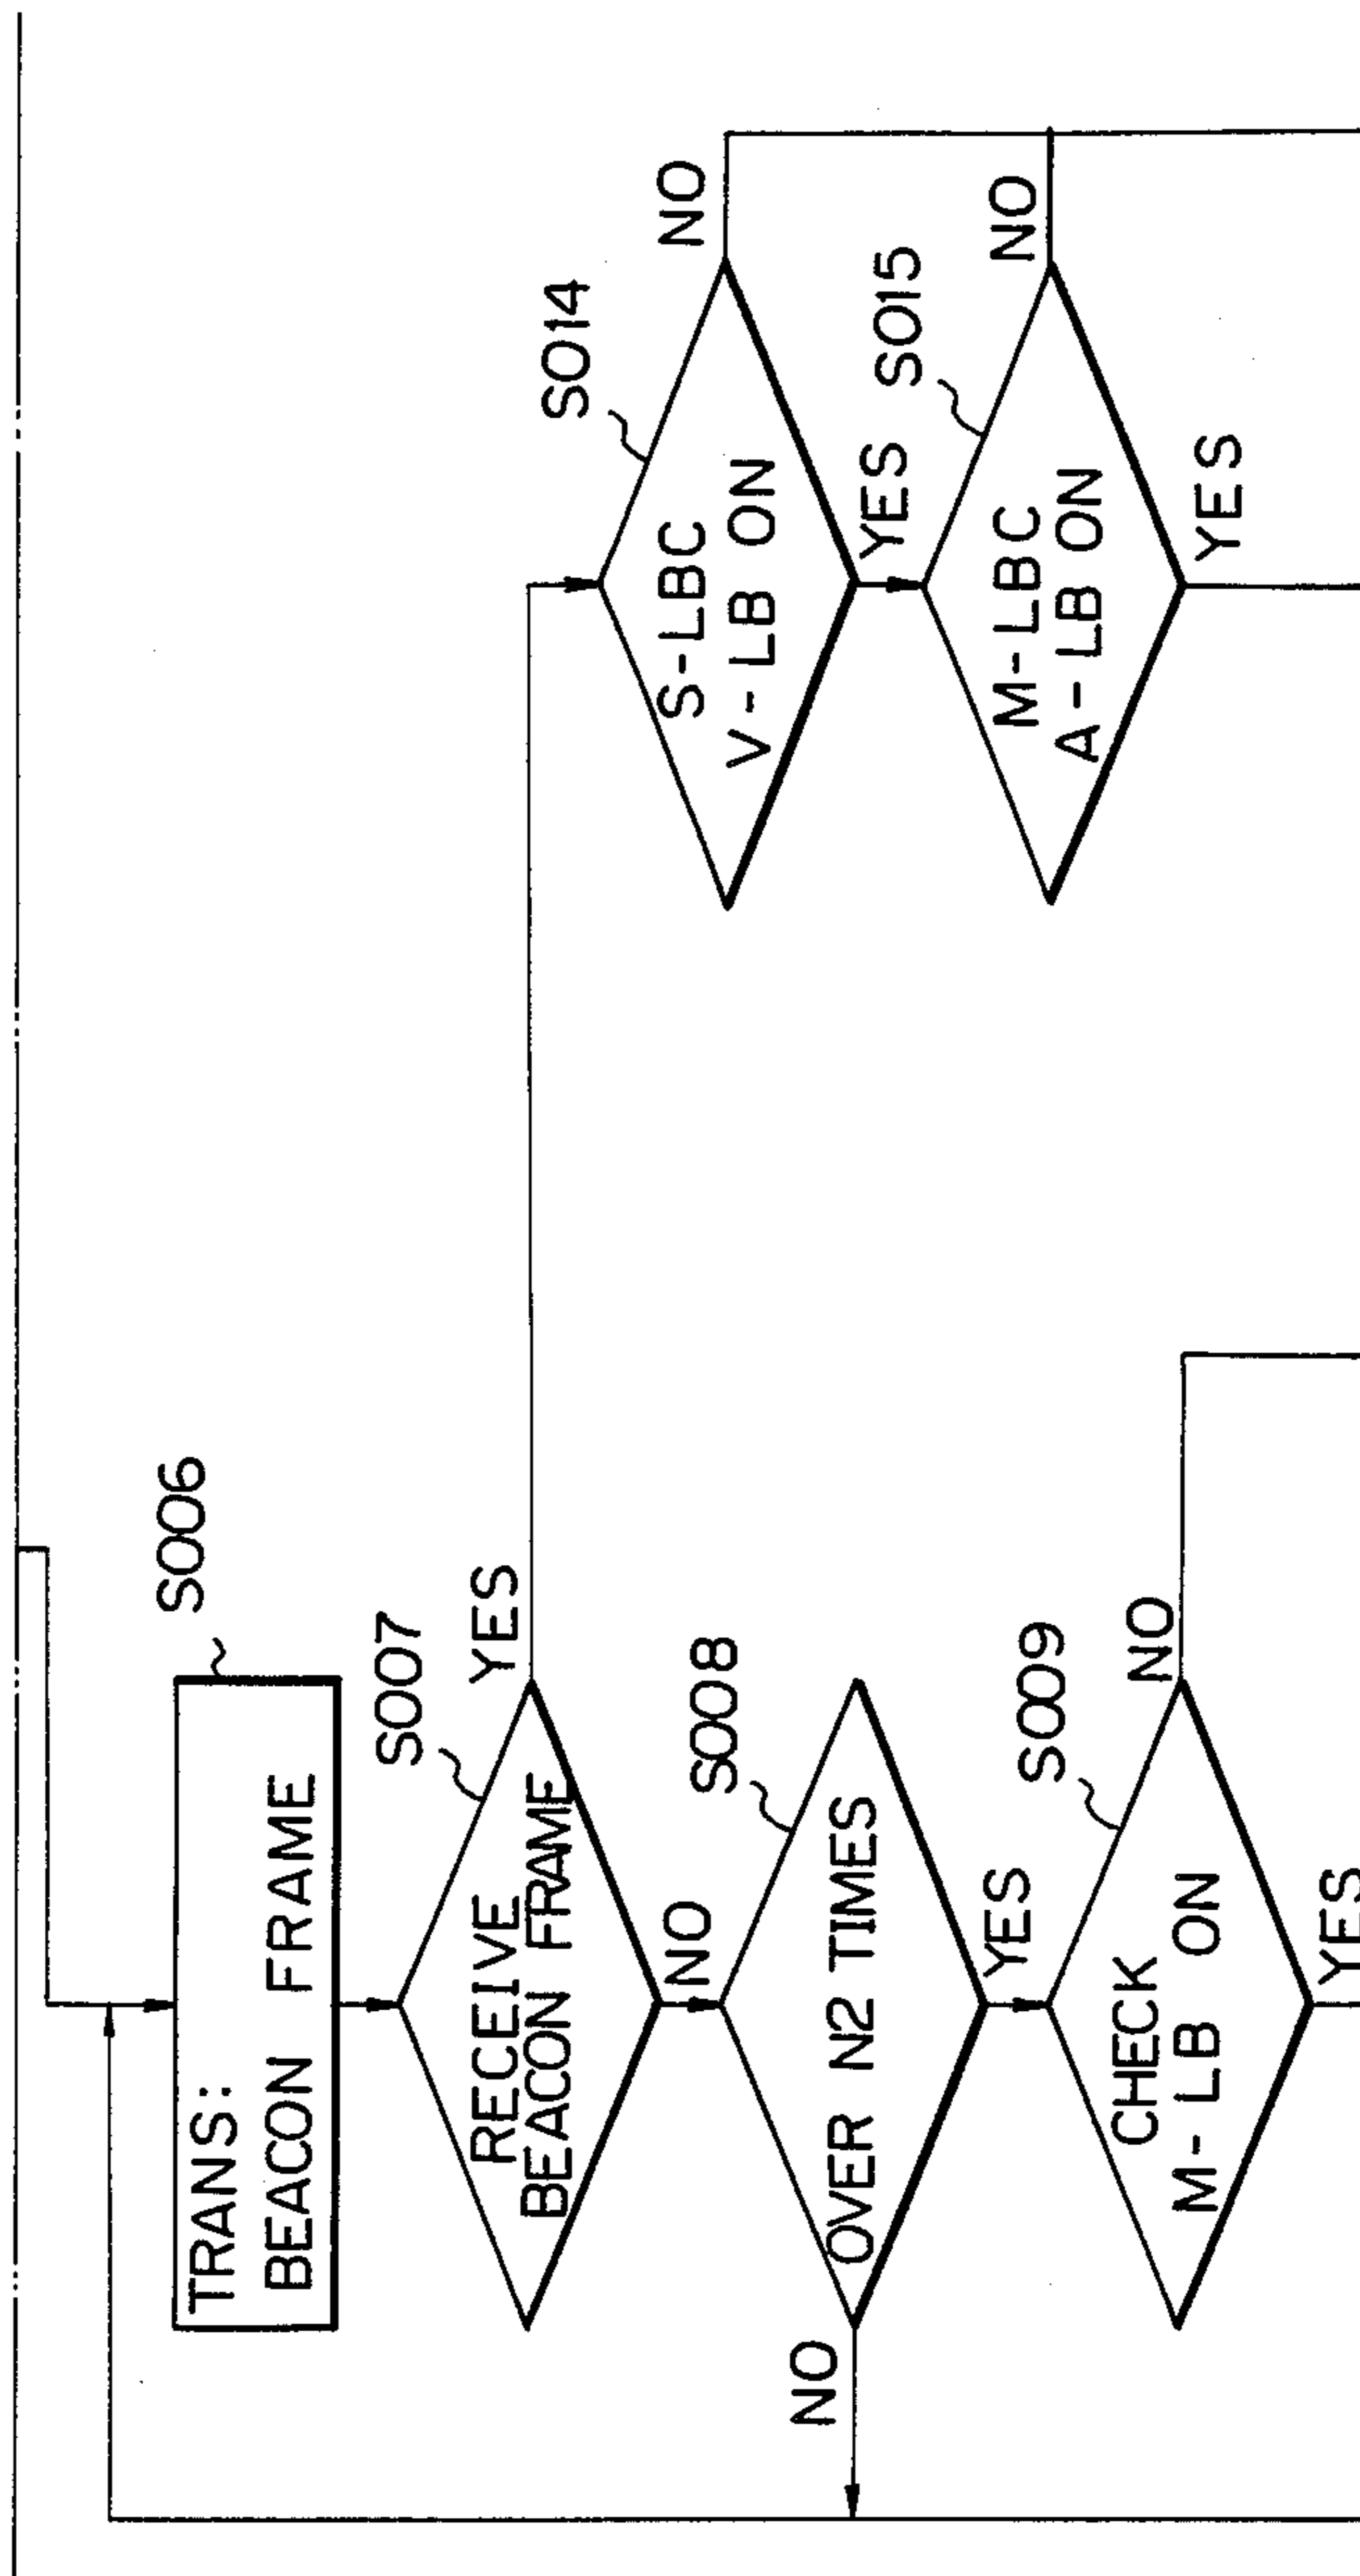 S006
TRANS:
BEACON FRAME
S007
RECEIVE
BEACON FRAME
YES
NO
S008
OVER N2 TIMES
NO
YES
S009
CHECK
M-LB ON
NO
YES
S014
S-LBC
V-LB ON
NO
YES
S015
M-LBC
A-LB ON
NO
YES